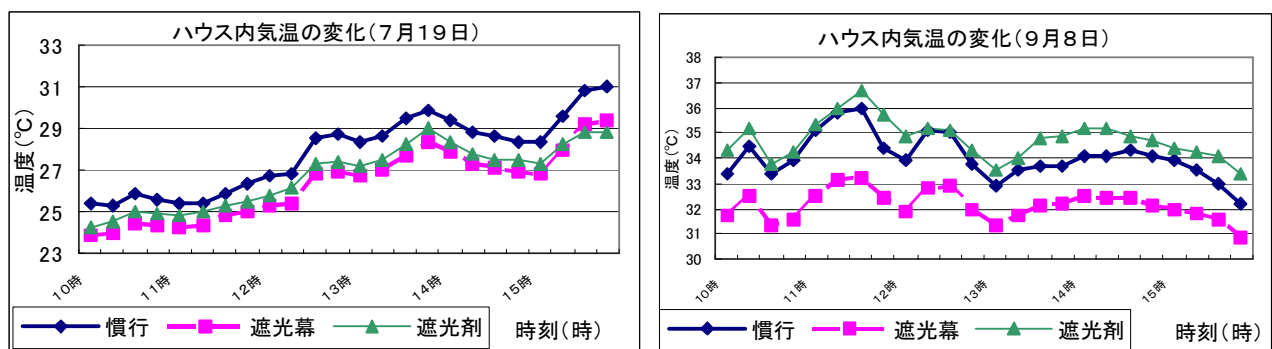 ハウス内気温の変化(7月19日)
33
31
29
27
25
23
温度(℃)
10時
11時
12時
13時
14時
15時
慣行
遮光幕
遮光剤
時刻(時)
ハウス内気温の変化(9月8日)
38
37
36
35
34
33
32
31
30
温度(℃)
10時
11時
12時
13時
14時
15時
慣行
遮光幕
遮光剤
時刻(時)